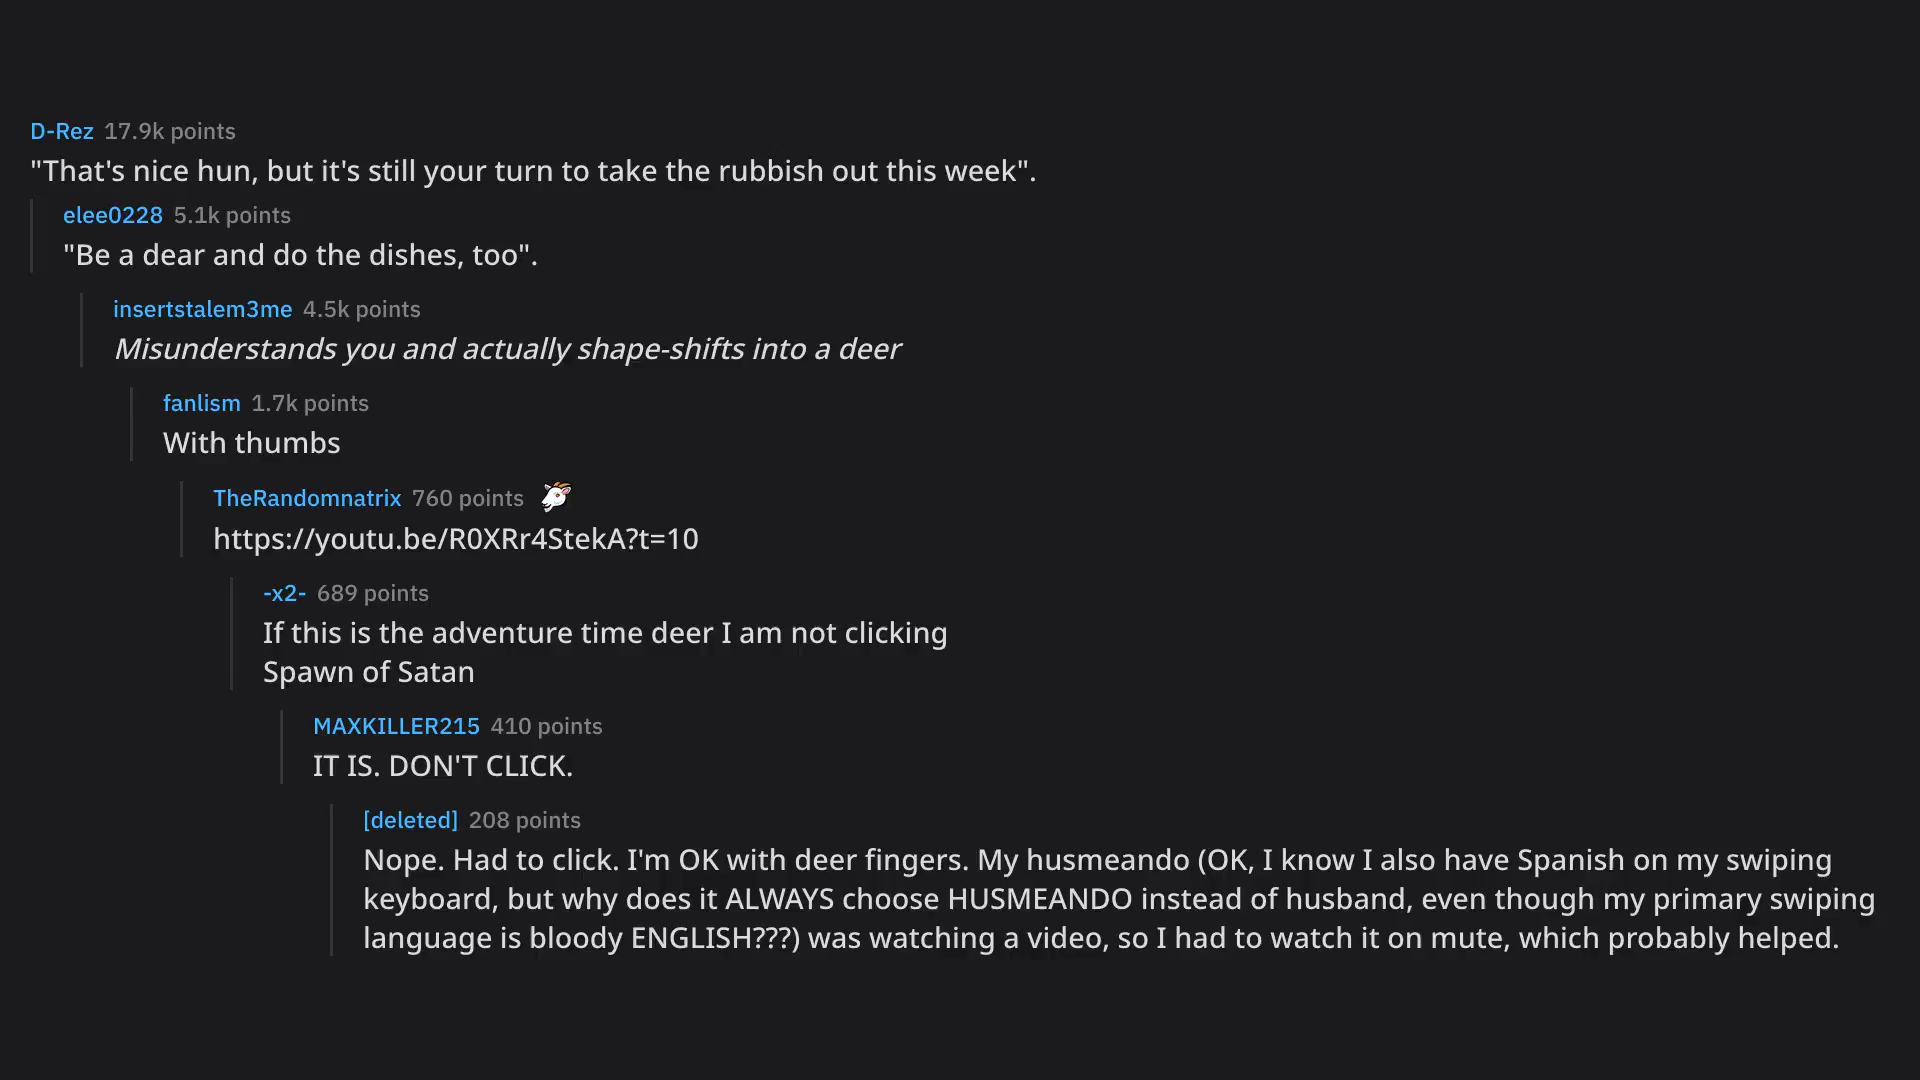 D-Rez 17.9k points
"That's nice hun, but it's still your turn to take the rubbish out this week".
elee0228 5.1k points
"Be a dear and do the dishes, too".
insertstalem3me 4.5k points
Misunderstands you and actually shape-shifts into a deer
fanlism 1.7k points
With thumbs
TheRandomnatrix 760 points
https://youtu.be/R0XRr4StekA?t=10
-x2- 689 points
If this is the adventure time deer I am not clicking
Spawn of Satan
MAXKILLER215 410 points
IT IS. DON'T CLICK.
[deleted] 208 points
Nope. Had to click. I'm OK with deer fingers. My husmeando (OK, I know I also have Spanish on my swiping
keyboard, but why does it ALWAYS choose HUSMEANDO instead of husband, even though my primary swiping
language is bloody ENGLISH???) was watching a video, so I had to watch it on mute, which probably helped.